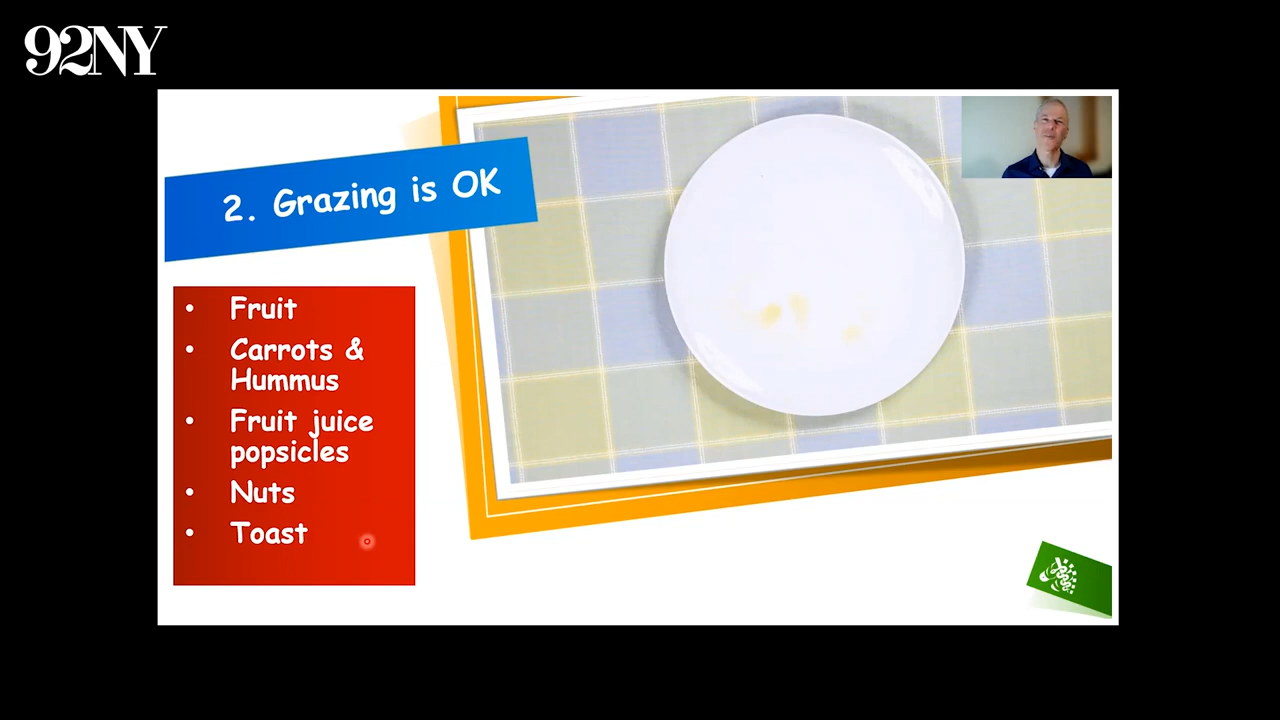 92NY
2. Grazing is OK
• Fruit
• Carrots &
Hummus
• Fruit juice
popsicles
• Nuts
• Toast